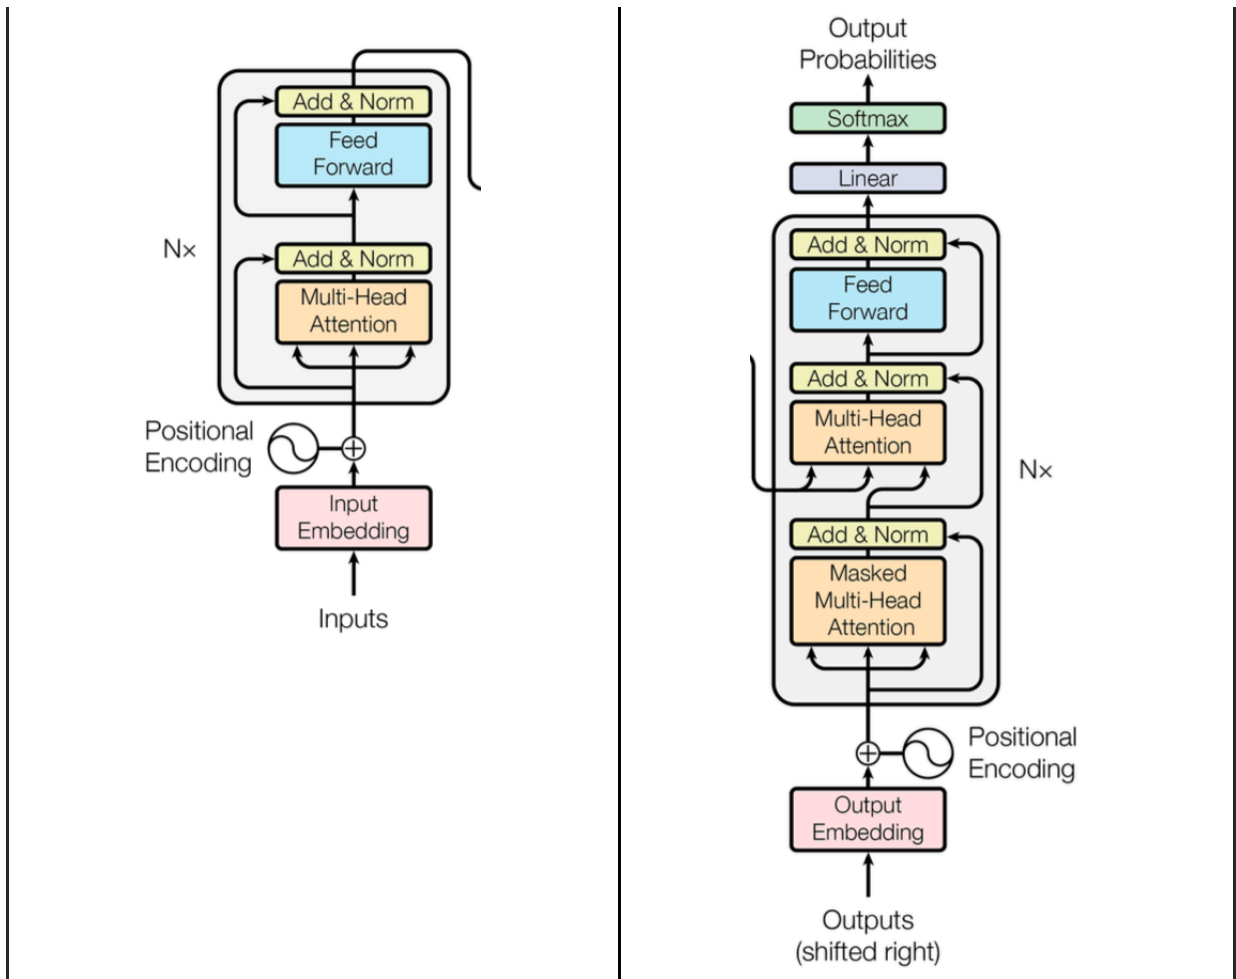 Add & Norm
Feed
Forward
N×
Add & Norm
Multi-Head
Attention
Positional
Encoding
Input
Embedding
Inputs
Output
Probabilities
Softmax
Linear
Add & Norm
Feed
Forward
Add & Norm
Multi-Head
Attention
N×
Add & Norm
Masked
Multi-Head
Attention
Positional
Encoding
Output
Embedding
Outputs
(shifted right)